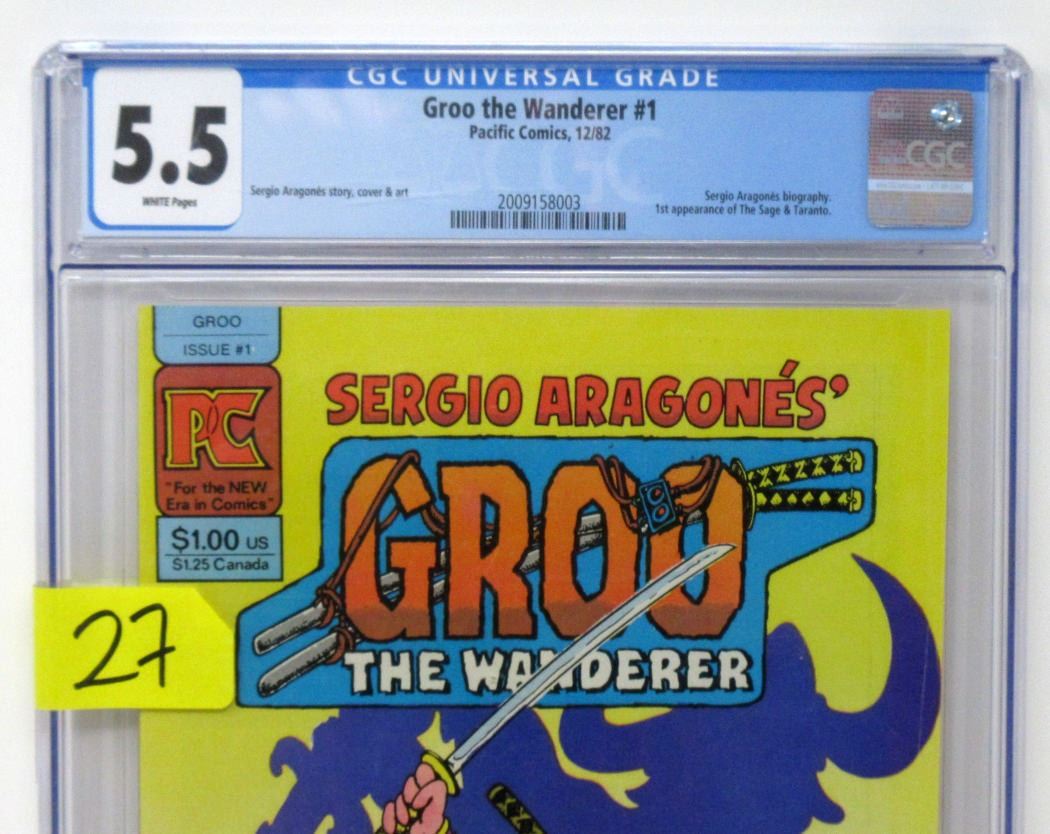 CGC UNIVERSAL GRADE
5.5
WHITE Pages
Groo the Wanderer #1
Pacific Comics, 12/82
Sergio Aragonés story, cover & art
2009158003
Sergio Aragonés biography.
1st appearance of The Sage & Taranto.
CGC
CGC
GROO
ISSUE #1
PC
"For the NEW
Era in Comics"
$1.00 US
$1.25 Canada
SERGIO ARAGONÉS'
GROO
THE WANDERER
27